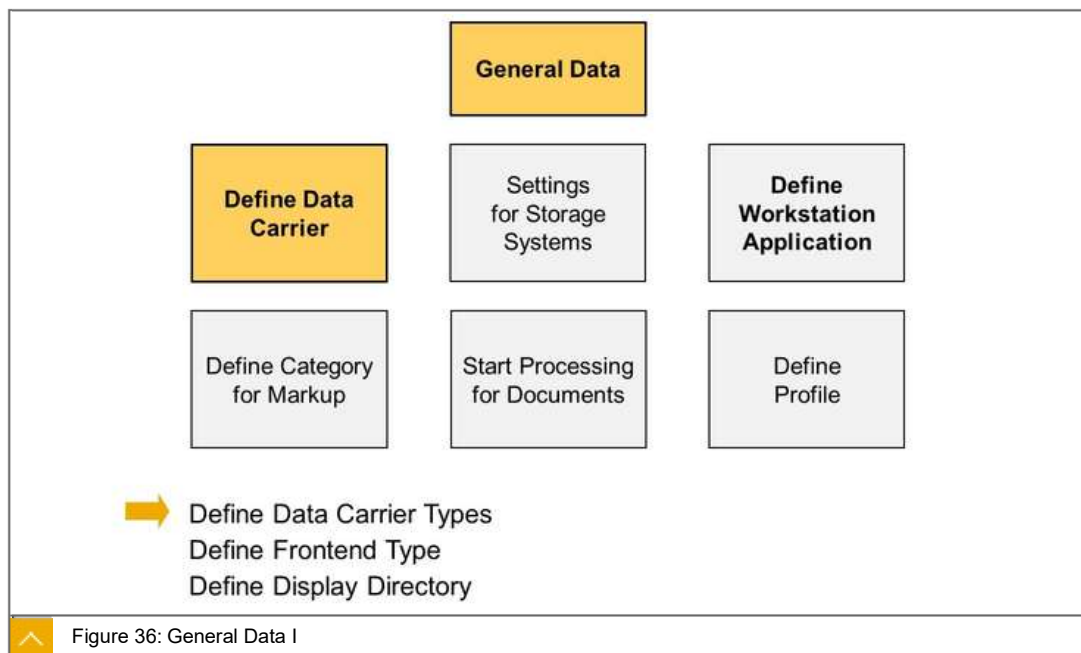 General Data
Define Data
Carrier
Settings
for Storage
Systems
Define
Workstation
Application
Define Category
for Markup
Start Processing
for Documents
Define
Profile
Define Data Carrier Types
Define Frontend Type
Define Display Directory
Figure 36: General Data I